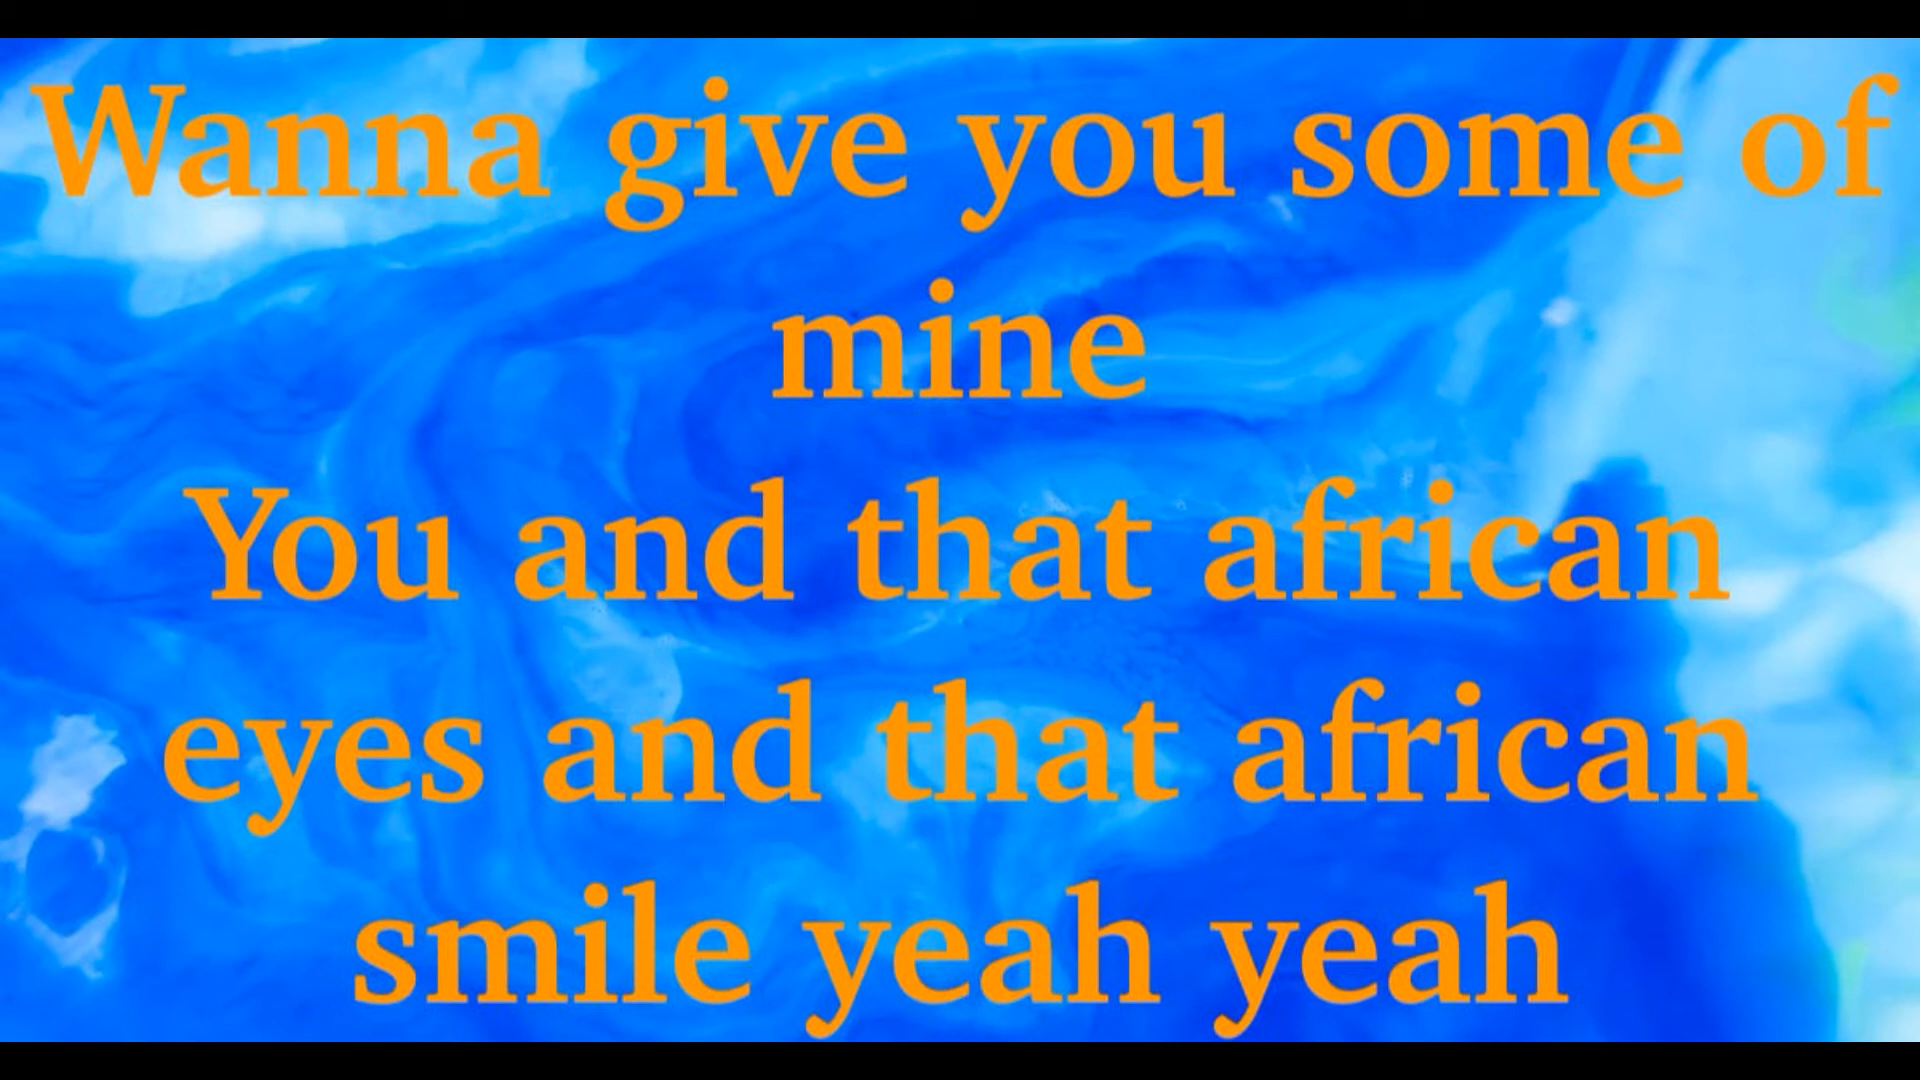 Wanna give you some of
mine
You and that african
eyes and that african
smile yeah yeah